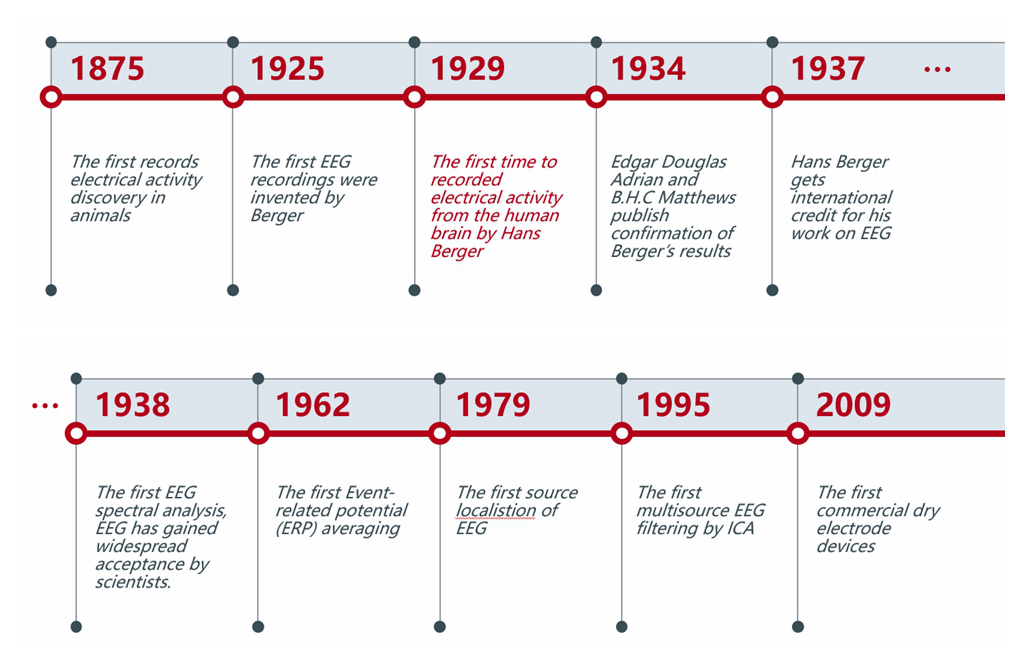 1875
The first records
electrical activity
discovery in
animals
1925
The first EEG
recordings were
invented by
Berger
1929
The first time to
recorded
electrical activity
from the human
brain by Hans
Berger
1934
Edgar Douglas
Adrian and
B.H.C Matthews
publish
confirmation of
Berger's results
1937
Hans Berger
gets
international
credit for his
work on EEG
...
...
1938
The first EEG
spectral analysis,
EEG has gained
widespread
acceptance by
scientists.
1962
The first Event-
related potential
(ERP) averaging
1979
The first source
localistion of
EEG
1995
The first
multisource EEG
filtering by ICA
2009
The first
commercial dry
electrode
devices